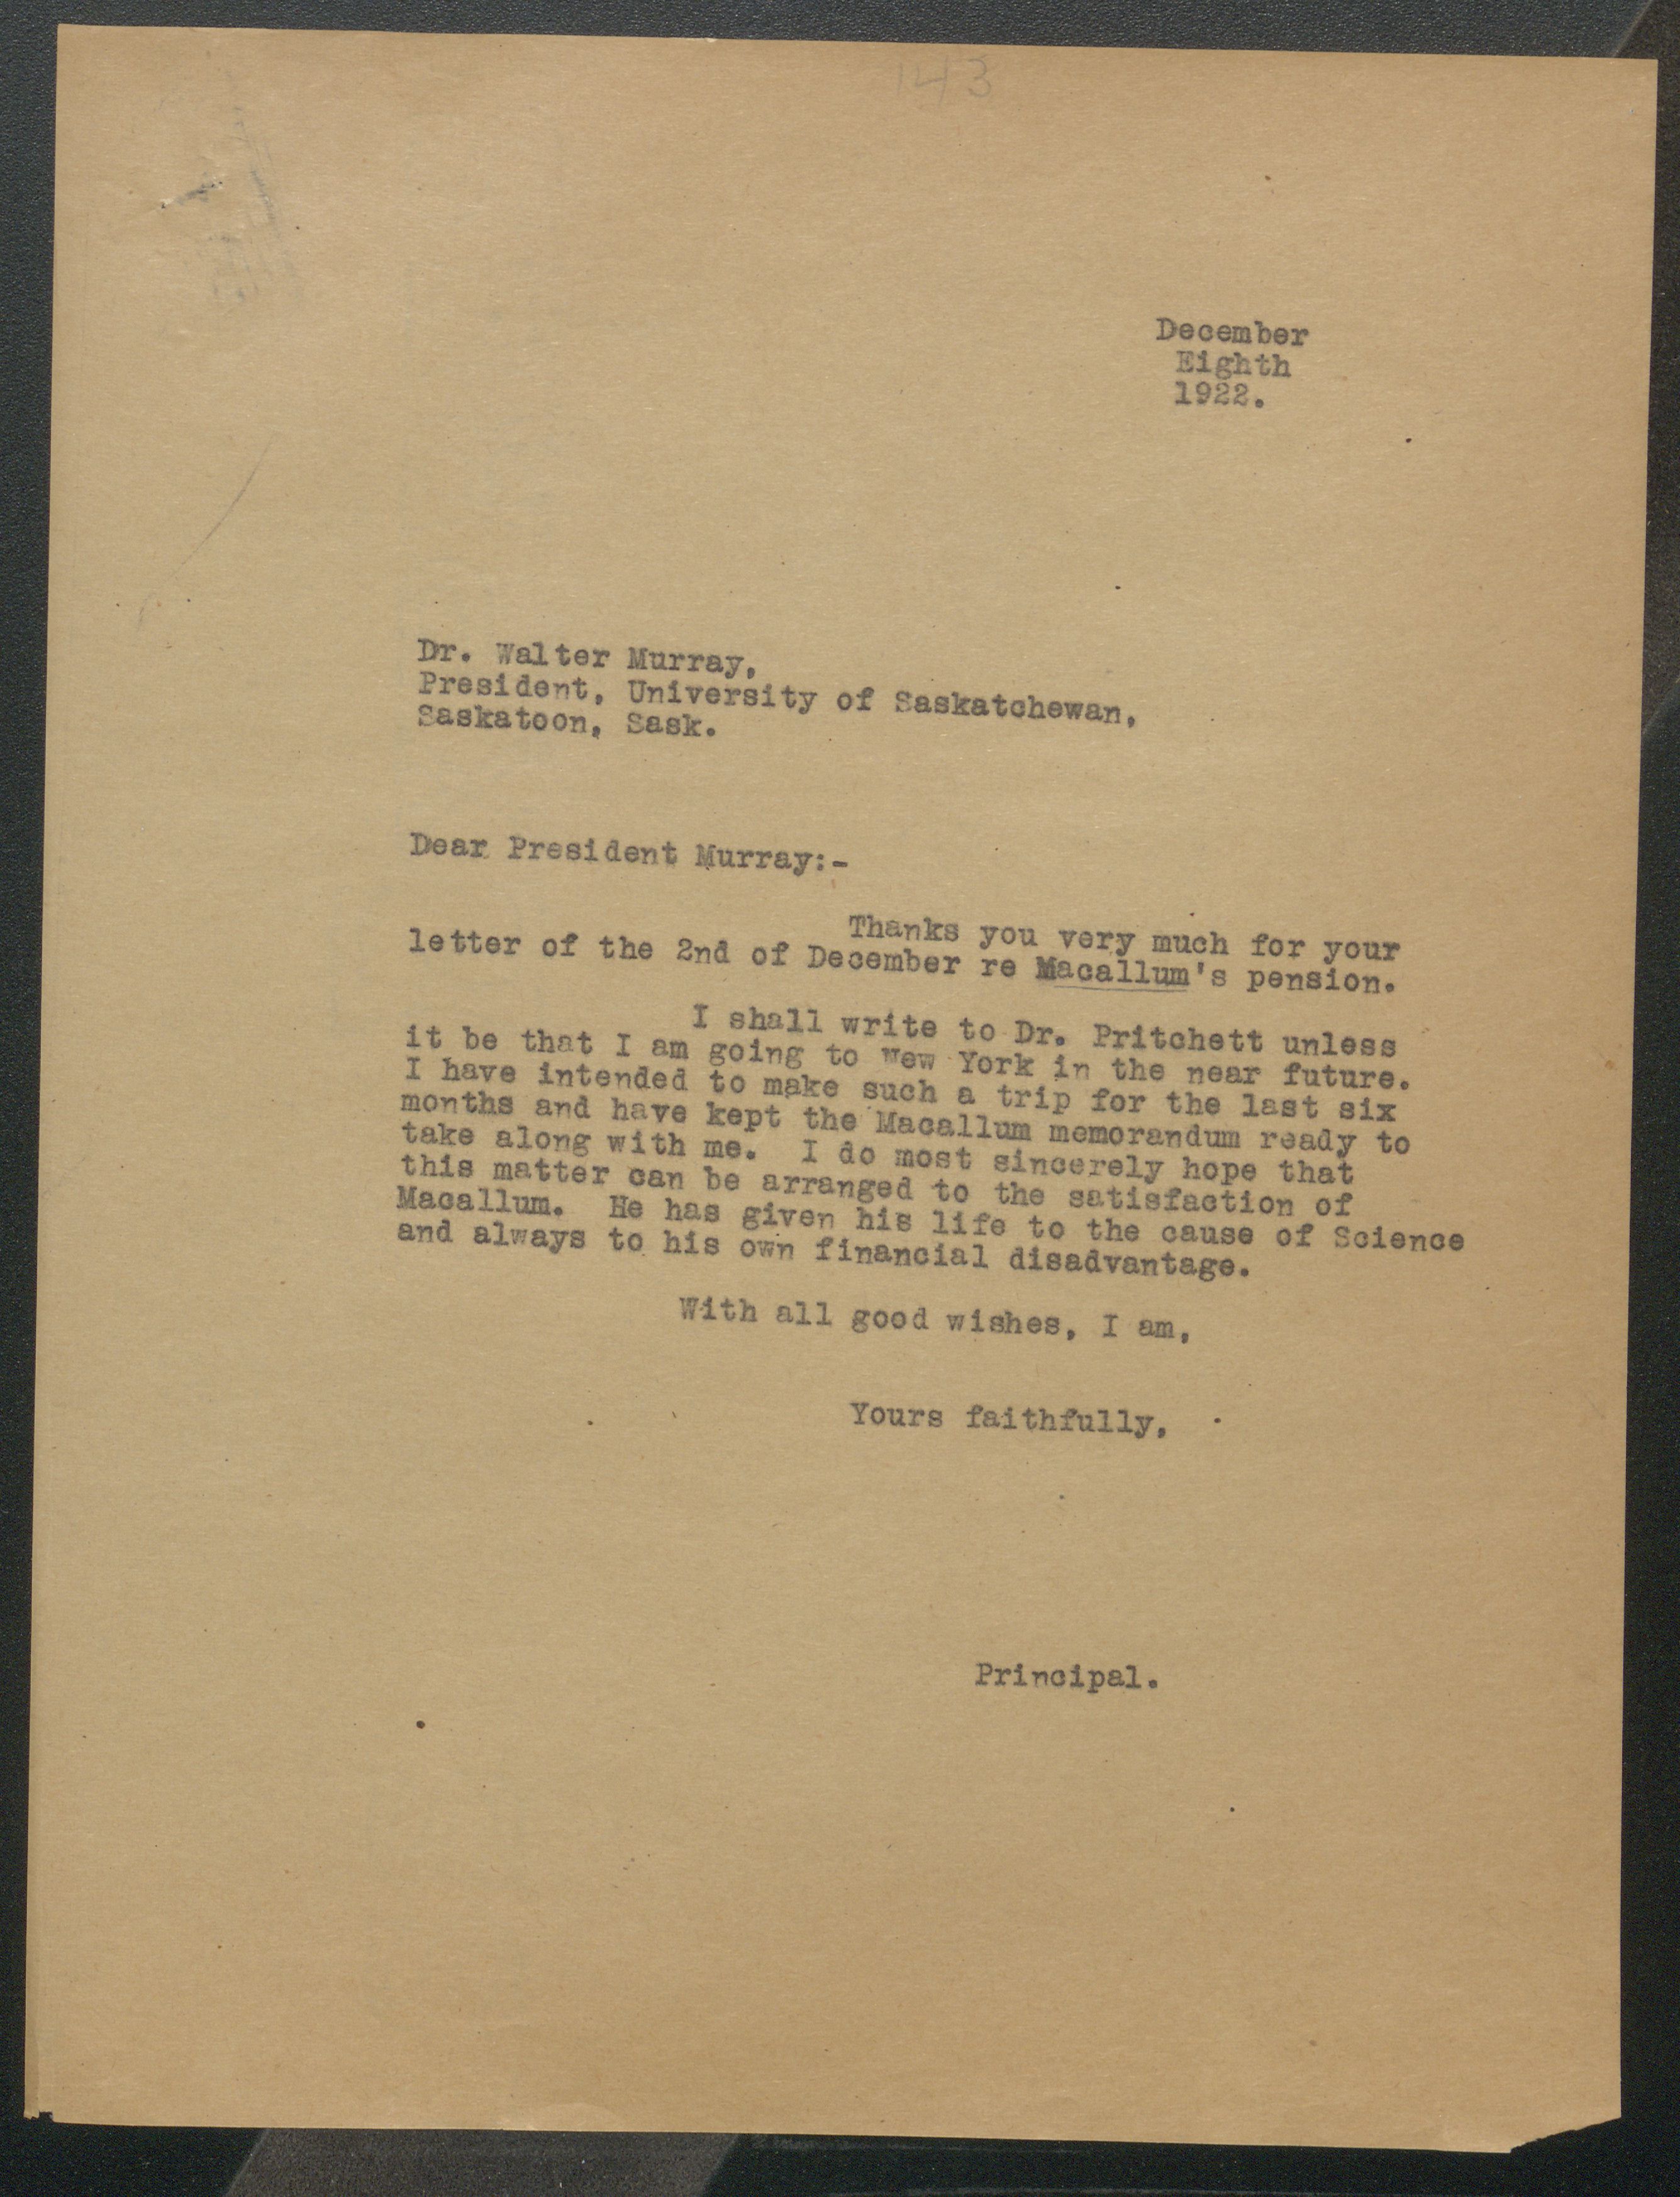 143
December
Eighth
1922.
Dr. Walter Murray,
President, University of Saskatchewan,
Saskatoon, Sask.
Dear President Murray:-
Thanks you very much for your
letter of the 2nd of December re Macallum's pension.
I shall write to Dr. Pritchett unless
it be that I am going to New York in the near future.
I have intended to make such a trip for the last six
months and have kept the Macallum memorandum ready to
take along with me. I do most sincerely hope that
this matter can be arranged to the satisfaction of
Macallum. He has given his life to the cause of Science
and always to his own financial disadvantage.
With all good wishes, I am,
Yours faithfully,
Principal.